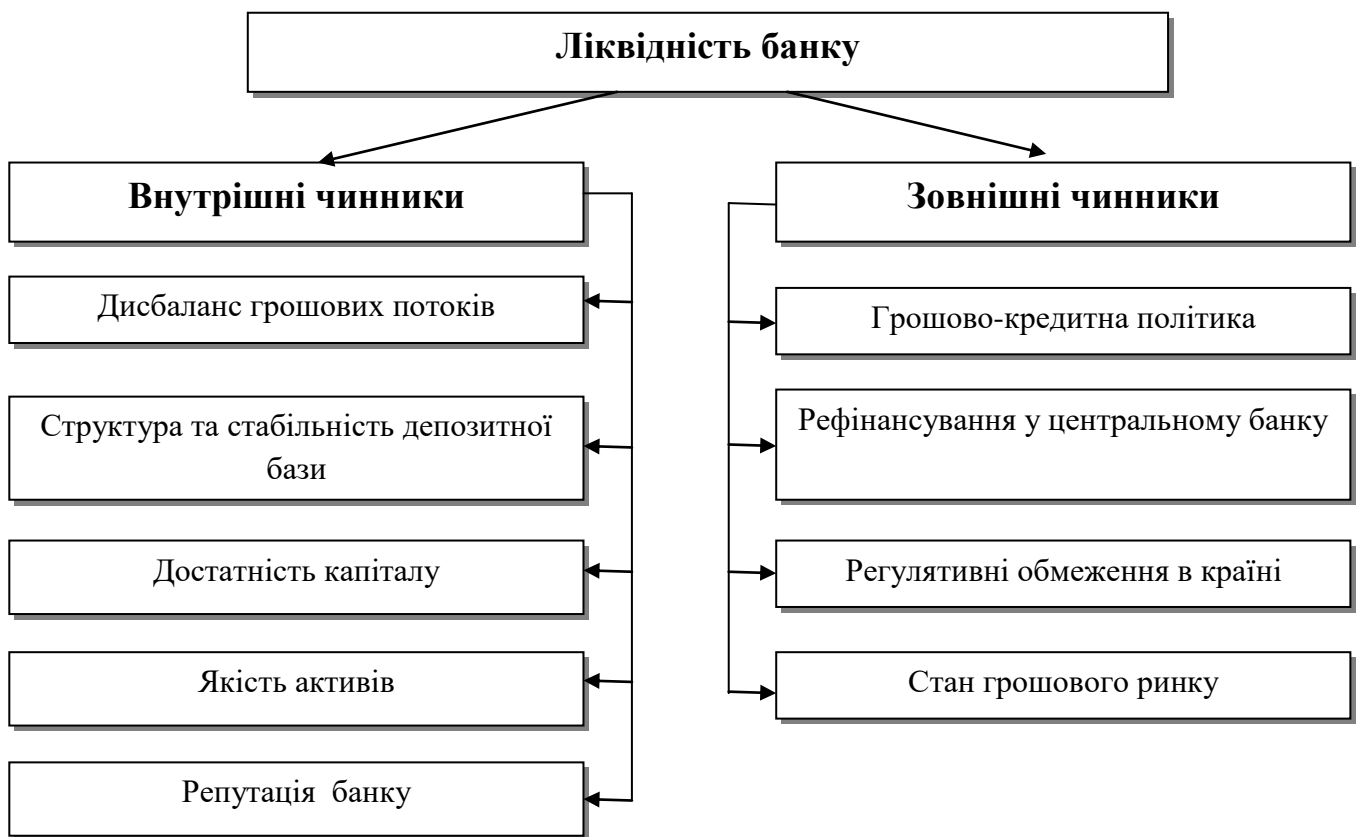 Ліквідність банку
Внутрішні чинники
Дисбаланс грошових потоків
Структура та стабільність депозитної
бази
Достатність капіталу
Якість активів
Репутація банку
Зовнішні чинники
Грошово-кредитна політика
Рефінансування у центральному банку
Регулятивні обмеження в країні
Стан грошового ринку